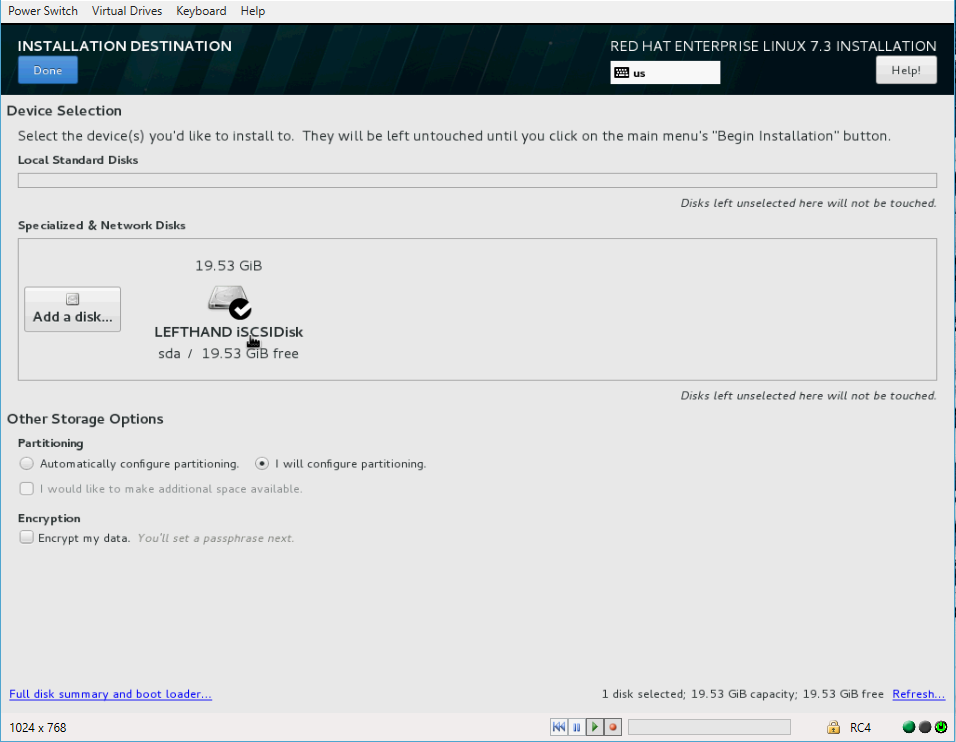 Power Switch Virtual Drives Keyboard Help
INSTALLATION DESTINATION
RED HAT ENTERPRISE LINUX 7.3 INSTALLATION
Done
us
Help!
Device Selection
Select the device(s) you'd like to install to. They will be left untouched until you click on the main menu's "Begin Installation" button.
Local Standard Disks
Disks left unselected here will not be touched.
Specialized & Network Disks
19.53 GiB
Add a disk...
LEFTHAND iSCSIDisk
sda / 19.53 GiB free
Disks left unselected here will not be touched.
Other Storage Options
Partitioning
Automatically configure partitioning. I will configure partitioning.
I would like to make additional space available.
Encryption
Encrypt my data. You'll set a passphrase next.
Full disk summary and boot loader...
1 disk selected; 19.53 GiB capacity; 19.53 GiB free Refresh...
1024 x 768
RC4